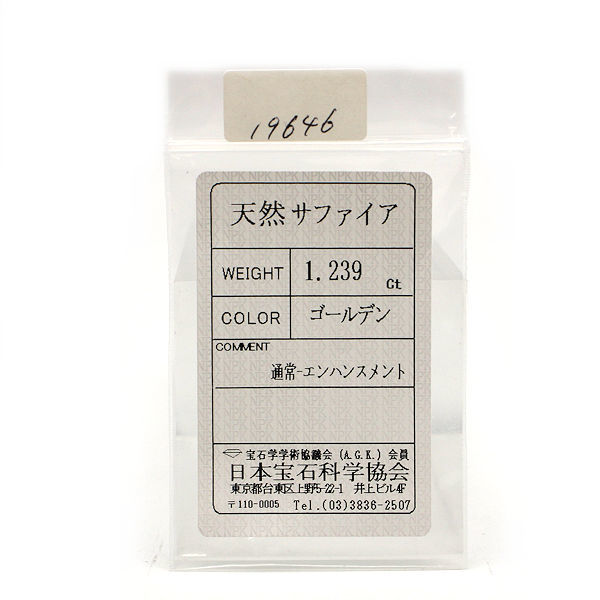 19646
天然サファイア
WEIGHT 1.239 Ct
COLOR ゴールデン
COMMENT
通常-エンハンスメント
宝石学学術協議会 (A.G.K.) 会員
日本宝石科学協会
東京都台東区上野5-22-1 井上ビル4F
〒110-0005 Tel.(03)3836-2507